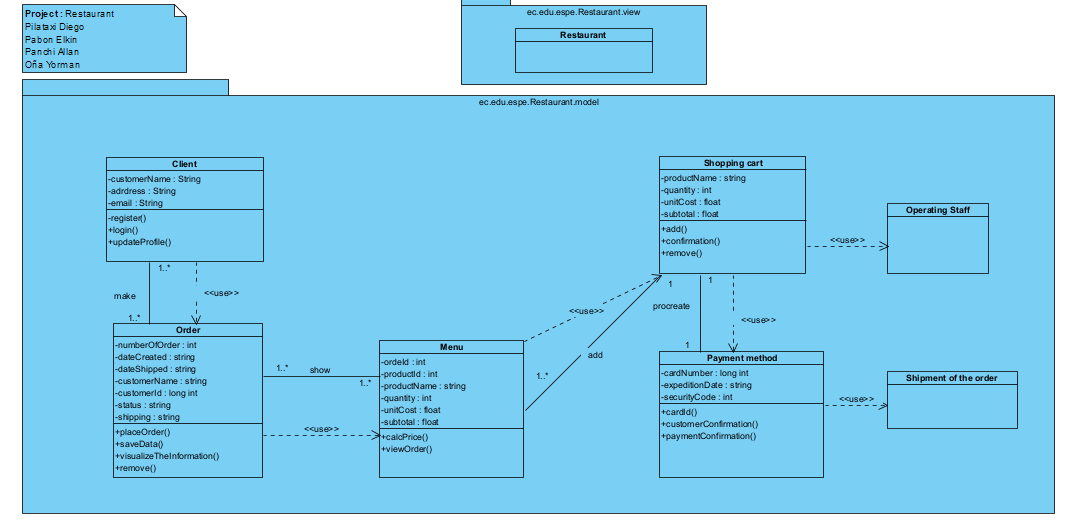 Project : Restaurant
Pilataxi Diego
Pabon Elkin
Panchi Allan
Oña Yorman
ec.edu.espe.Restaurant.view
Restaurant
ec.edu.espe.Restaurant.model
Client
-customerName : String
-adrdress : String
-email : String
-register()
+login()
+updateProfile()
1..*
make
<<use>>
1..*
Order
-numberOfOrder : int
-dateCreated : string
-dateShipped : string
-customerName : string
-customerId : long int
-status : string
-shipping : string
+placeOrder()
+saveData()
+visualizeTheInformation()
+remove()
1..*
show
1..*
<<use>>
Menu
-ordeId : int
-productId : int
-productName : string
-quantity : int
-unitCost : float
-subtotal : float
+calcPrice()
+viewOrder()
<<use>>
add
1..*
1
Shopping cart
-productName : string
-quantity : int
-unitCost : float
-subtotal : float
+add()
+confirmation()
+remove()
<<use>>
Operating Staff
1
procreate
<<use>>
1
Payment method
-cardNumber : long int
-expeditionDate : string
-securityCode : int
+cardId()
+customerConfirmation()
+paymentConfirmation()
<<use>>
Shipment of the order